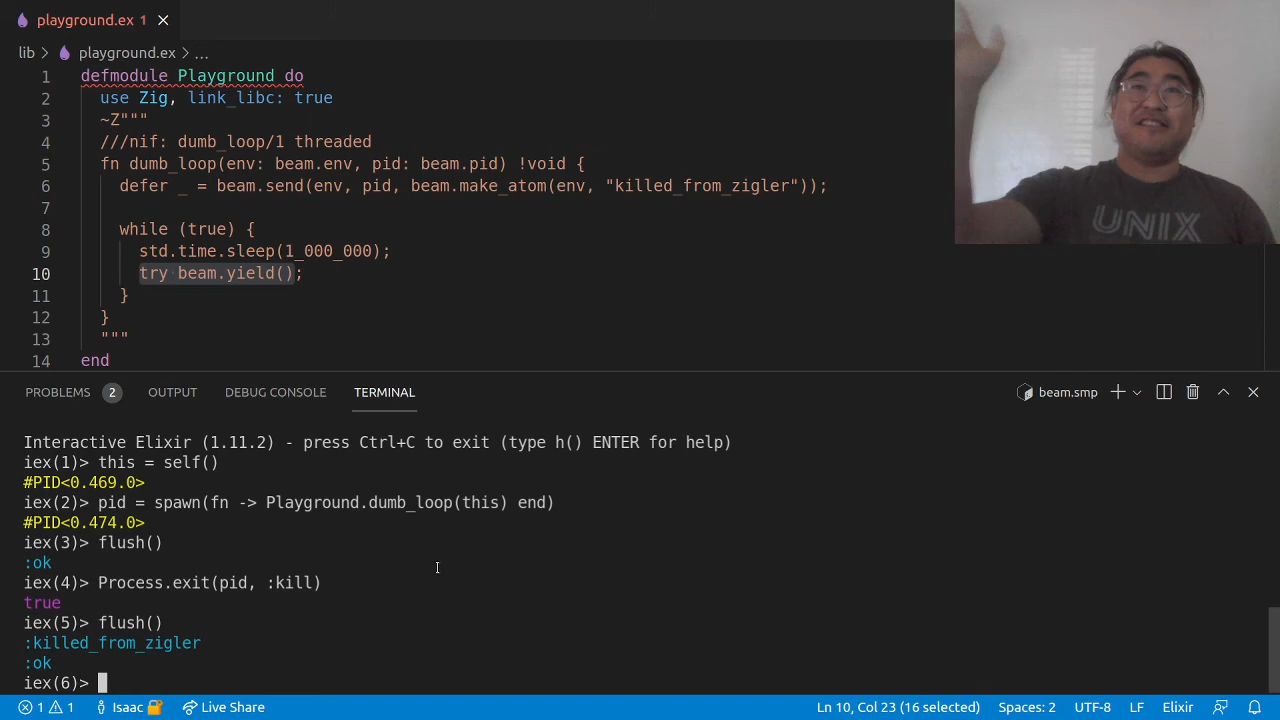 playground.ex 1
lib > playground.ex > ...
1 defmodule Playground do
2 use Zig, link_libc: true
3 ~Z"""
4 ///nif: dumb_loop/1 threaded
5 fn dumb_loop(env: beam.env, pid: beam.pid) !void {
6 defer _ = beam.send(env, pid, beam.make_atom(env, "killed_from_zigler"));
7
8 while (true) {
9 std.time.sleep(1_000_000);
10 try beam.yield();
11 }
12 }
13 """
14 end
UNIX
PROBLEMS 2 OUTPUT DEBUG CONSOLE TERMINAL beam.smp
Interactive Elixir (1.11.2) - press Ctrl+C to exit (type h() ENTER for help)
iex(1)> this = self()
#PID<0.469.0>
iex(2)> pid = spawn(fn -> Playground.dumb_loop(this) end)
#PID<0.474.0>
iex(3)> flush()
:ok
iex(4)> Process.exit(pid, :kill)
true
iex(5)> flush()
:killed_from_zigler
:ok
iex(6)>
1 1 Isaac Live Share Ln 10, Col 23 (16 selected) Spaces: 2 UTF-8 LF Elixir